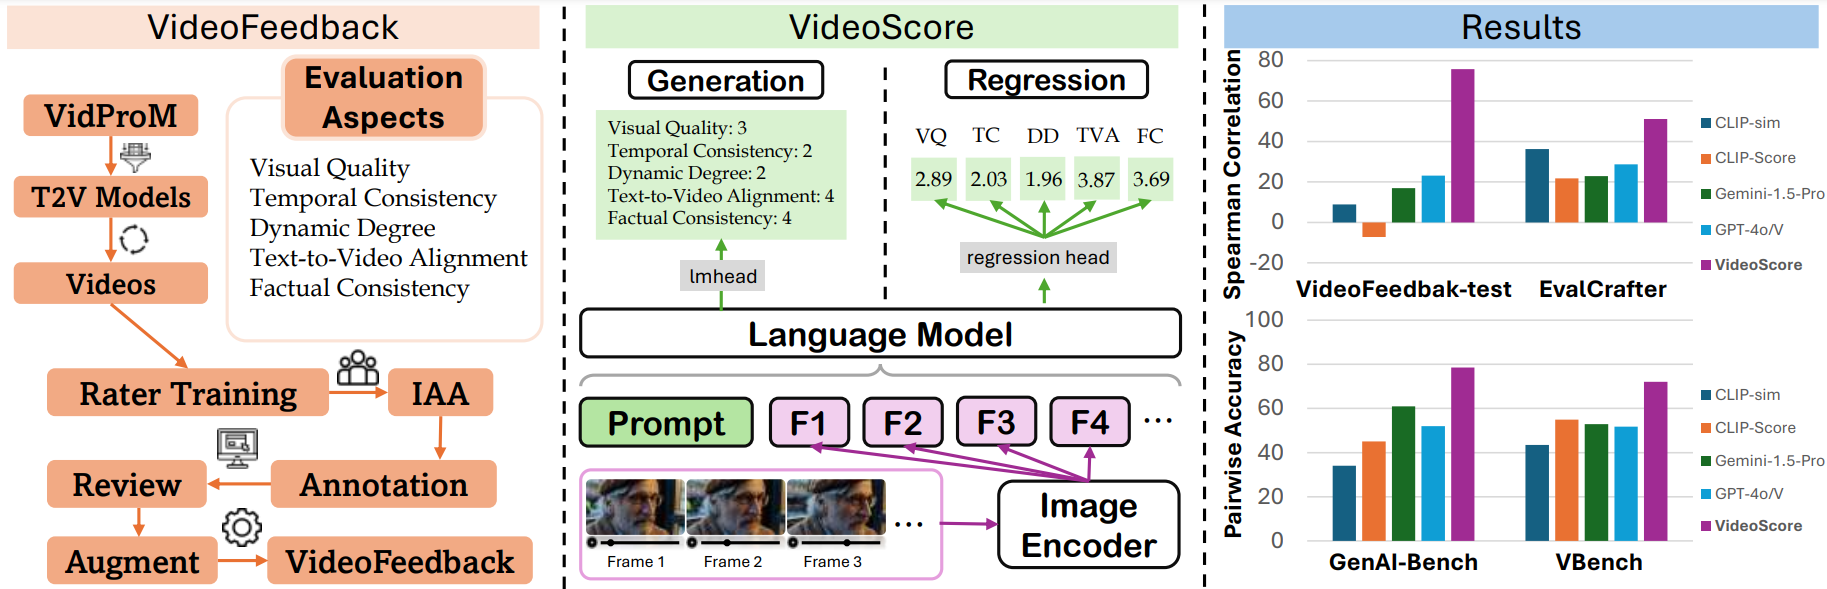 VideoFeedback
Evaluation
Aspects
VidProM
T2V Models
Videos
Visual Quality
Temporal Consistency
Dynamic Degree
Text-to-Video Alignment
Factual Consistency
Rater Training
IAA
Review
Annotation
Augment
VideoFeedback
VideoScore
Generation
Regression
Visual Quality: 3
Temporal Consistency: 2
Dynamic Degree: 2
Text-to-Video Alignment: 4
Factual Consistency: 4
VQ TC DD TVA FC
2.89 2.03 1.96 3.87 3.69
lmhead
regression head
Language Model
Prompt F1 F2 F3 F4 ...
...
Frame 1 Frame 2 Frame 3
Image
Encoder
Results
Spearman Correlation
80
60
40
20
0
-20
VideoFeedbak-test EvalCrafter
CLIP-sim
CLIP-Score
Gemini-1.5-Pro
GPT-4o/V
VideoScore
Pairwise Accuracy
100
80
60
40
20
0
GenAI-Bench VBench
CLIP-sim
CLIP-Score
Gemini-1.5-Pro
GPT-4o/V
VideoScore